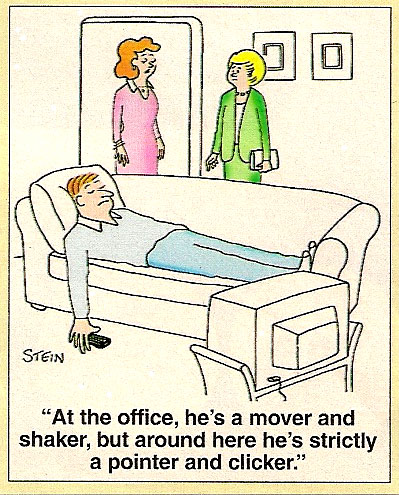 STEIN
"At the office, he's a mover and
shaker, but around here he's strictly
a pointer and clicker."